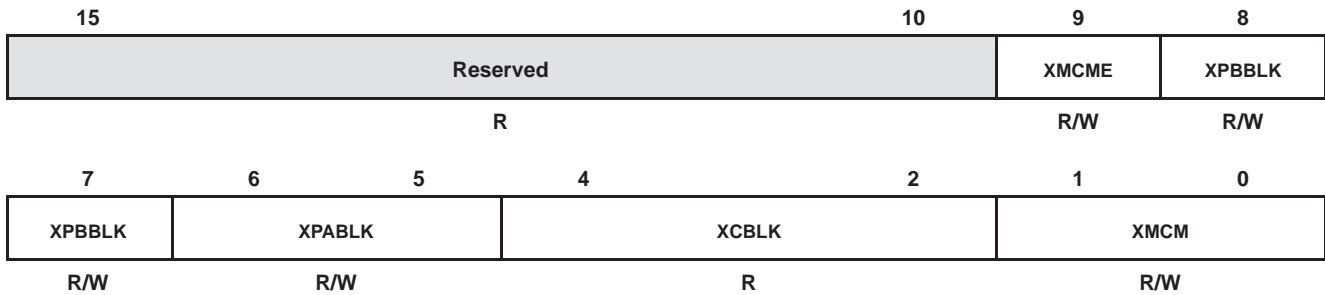 15 10 9 8
Reserved XMCME XPBBLK
R R/W R/W
7 6 5 4 2 1 0
XPBBLK XPABLK XCBLK XMCM
R/W R/W R R/W